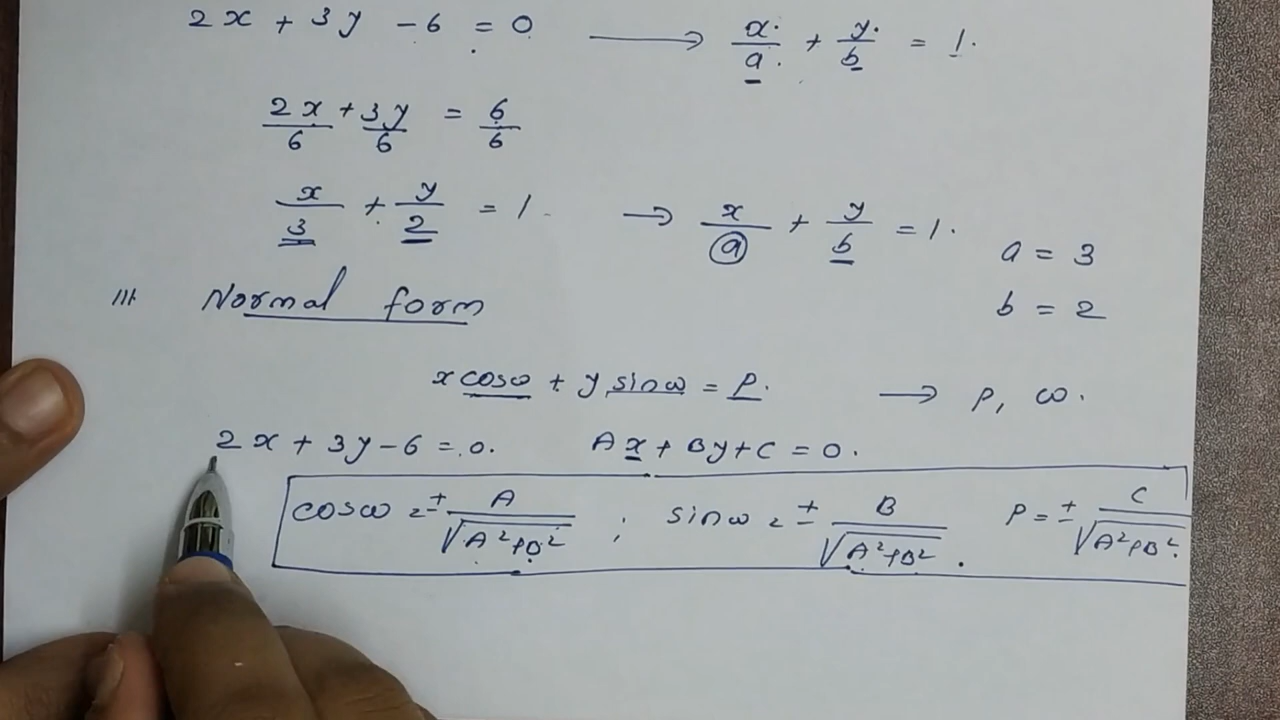 2x + 3y - 6 = 0 → x/a + y/b = 1.
2x/6 + 3y/6 = 6/6
x/3 + y/2 = 1. → x/a + y/b = 1.
a = 3
b = 2
III Normal form
x cosω + y sinω = P. → P, ω.
2x + 3y - 6 = 0. Ax + By + C = 0.
cosω = ± A/√A²+B² ; sinω = ± B/√A²+B². P = ± C/√A²+B².